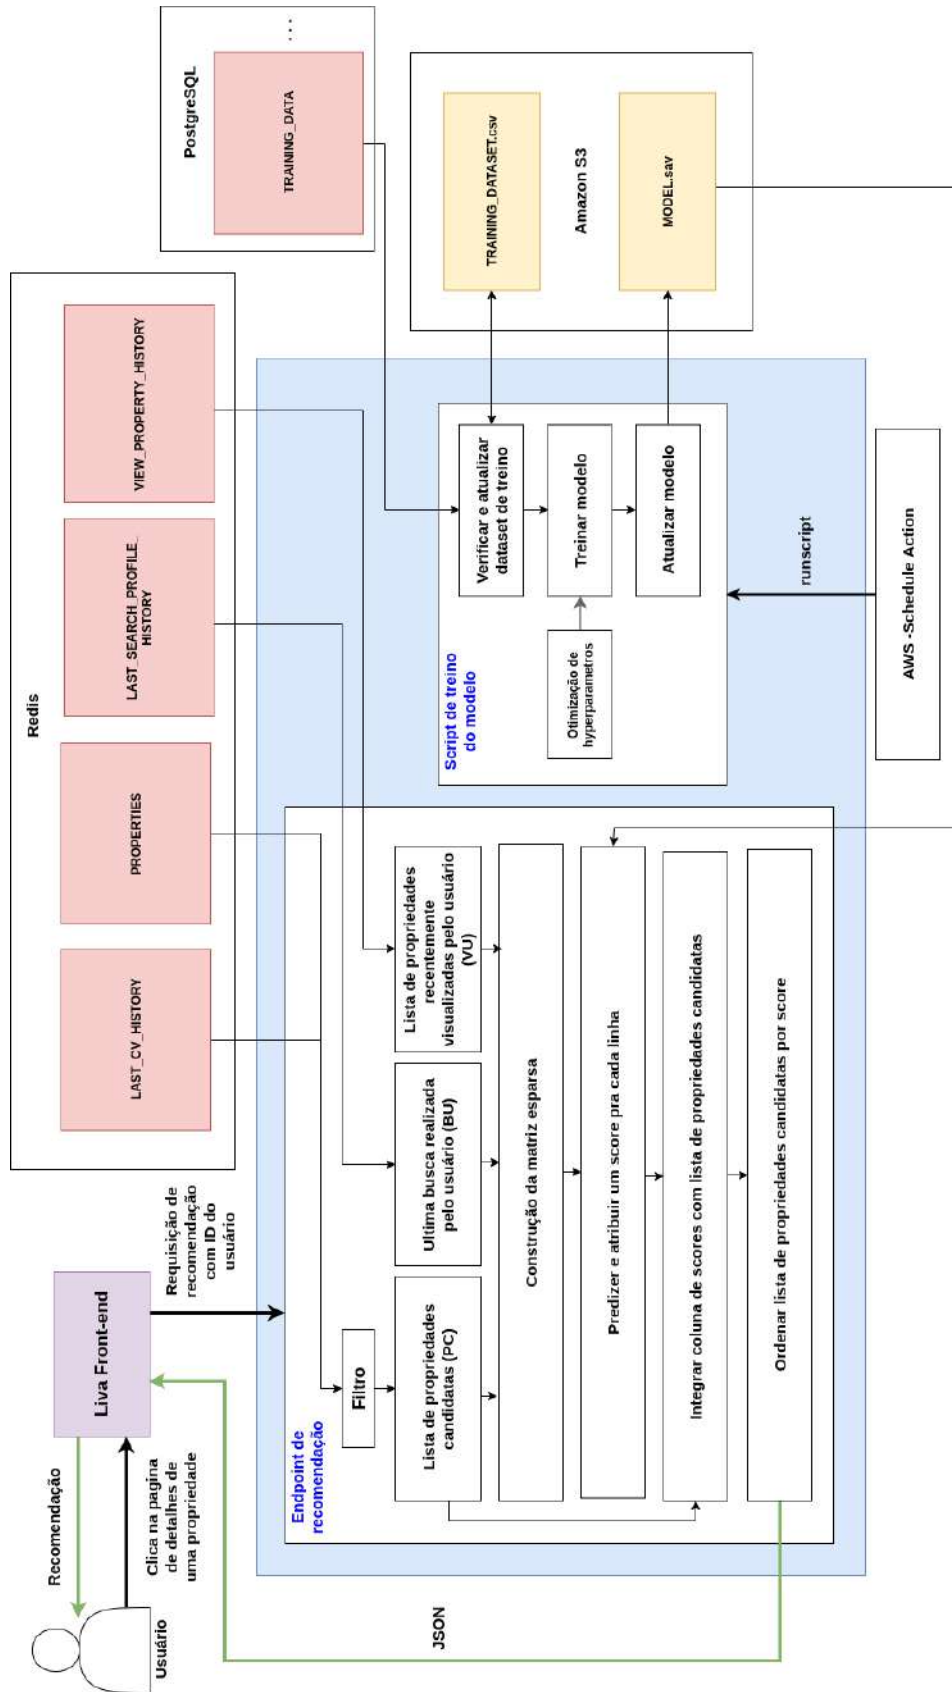 Redis
LAST_CV_HISTORY
PROPERTIES
LAST_SEARCH_PROFILE_
HISTORY
VIEW_PROPERTY_HISTORY
PostgreSQL
TRAINING_DATA
. . .
Usuário
Recomendação
Clica na pagina
de detalhes de
uma propriedade
Liva Front-end
Requisição de
recomendação
com ID do
usuário
JSON
Endpoint de
recomendação
Filtro
Lista de propriedades
candidatas (PC)
Ultima busca realizada
pelo usuário (BU)
Lista de propriedades
recentemente
visualizadas pelo usuário
(VU)
Construção da matriz esparsa
Predizer e atribuir um score pra cada linha
Integrar coluna de scores com lista de propriedades candidatas
Ordenar lista de propriedades candidatas por score
Script de treino
do modelo
Otimização de
hyperparametros
Verificar e atualizar
dataset de treino
Treinar modelo
Atualizar modelo
TRAINING_DATASET.csv
Amazon S3
MODEL.sav
runscript
AWS -Schedule Action